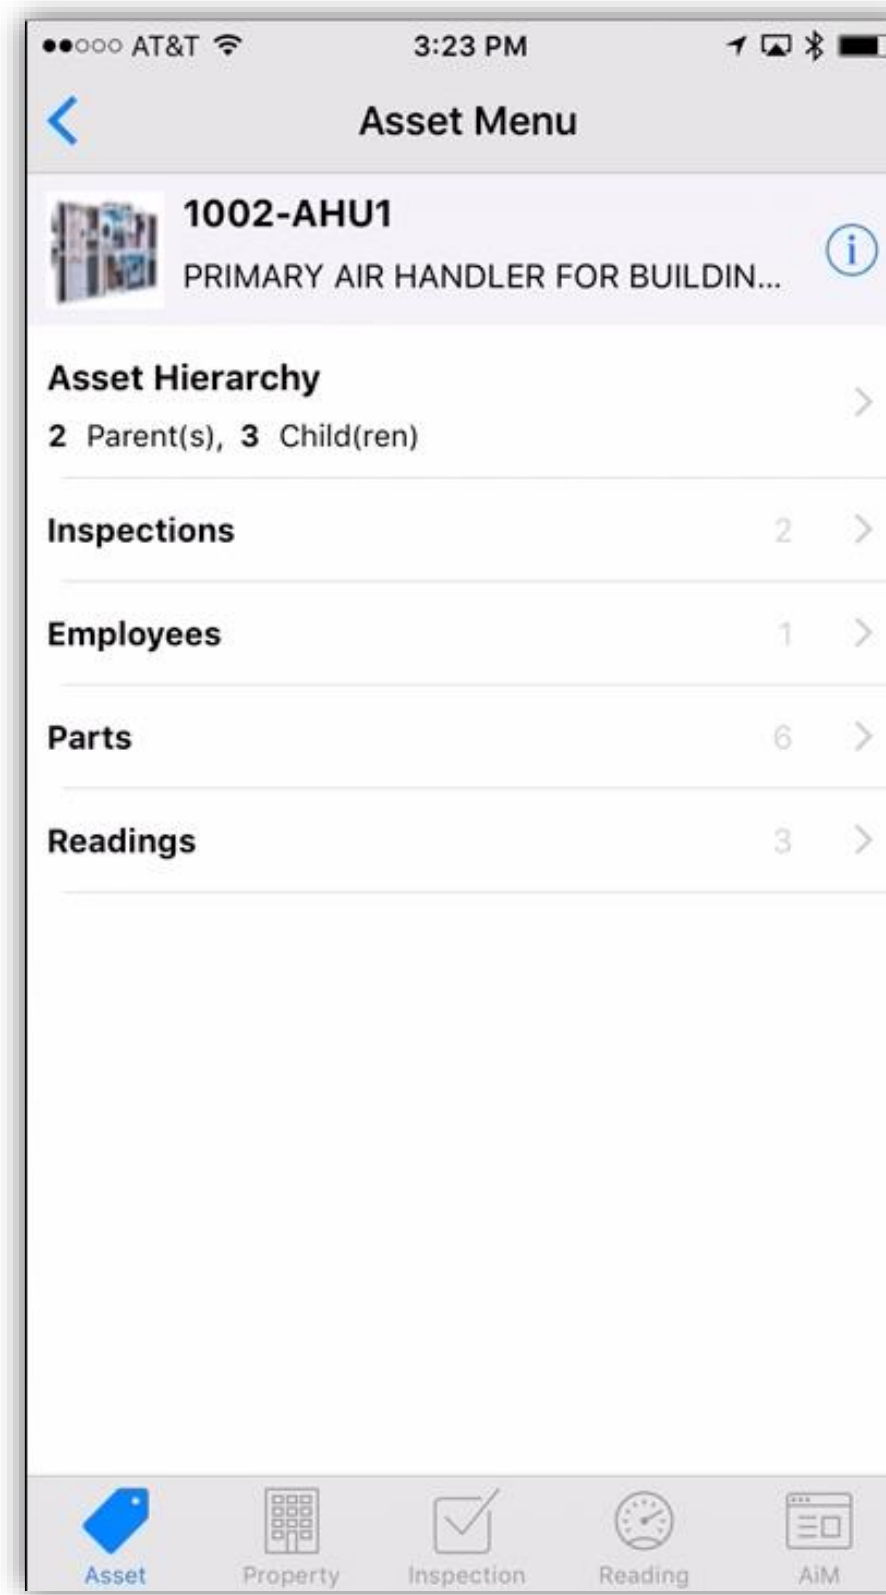 AT&T 3:23 PM
Asset Menu
1002-AHU1
PRIMARY AIR HANDLER FOR BUILDIN...
Asset Hierarchy
2 Parent(s), 3 Child(ren)
Inspections 2
Employees 1
Parts 6
Readings 3
Asset Property Inspection Reading AiM